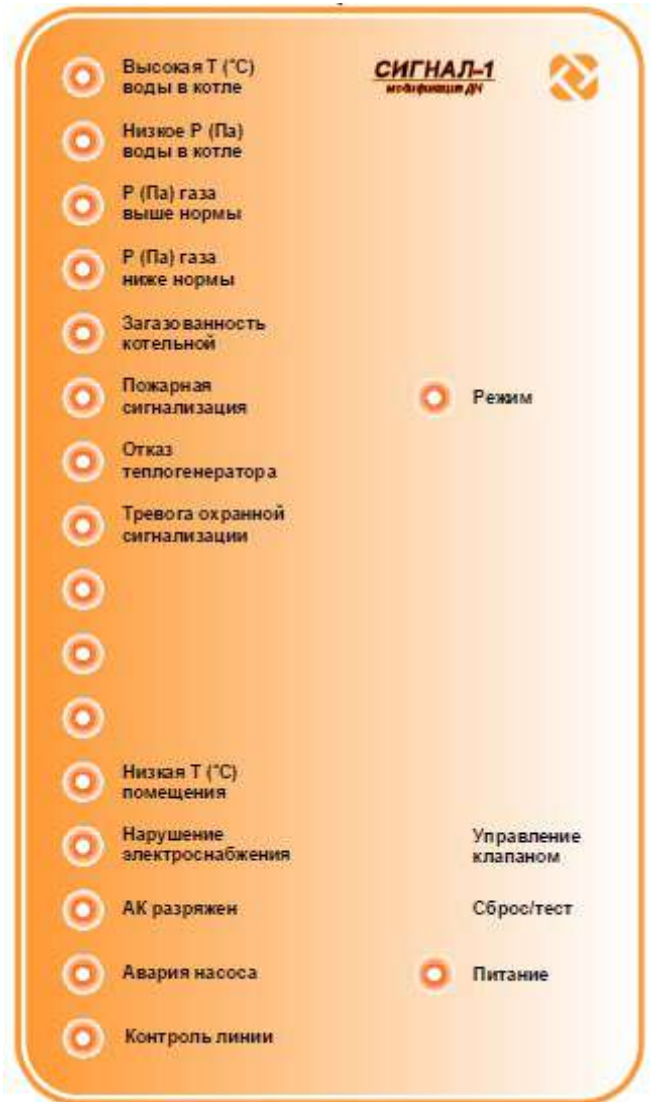 Высокая Т (°С)
воды в котле
СИГНАЛ-1
модификация ДЧ
Низкое Р (Па)
воды в котле
Р (Па) газа
выше нормы
Р (Па) газа
ниже нормы
Загазованность
котельной
Пожарная
сигнализация
Режим
Отказ
теплогенератора
Тревога охранной
сигнализации
Низкая Т (°С)
помещения
Нарушение
электроснабжения
Управление
клапаном
АК разряжен
Сброс/тест
Авария насоса
Питание
Контроль линии